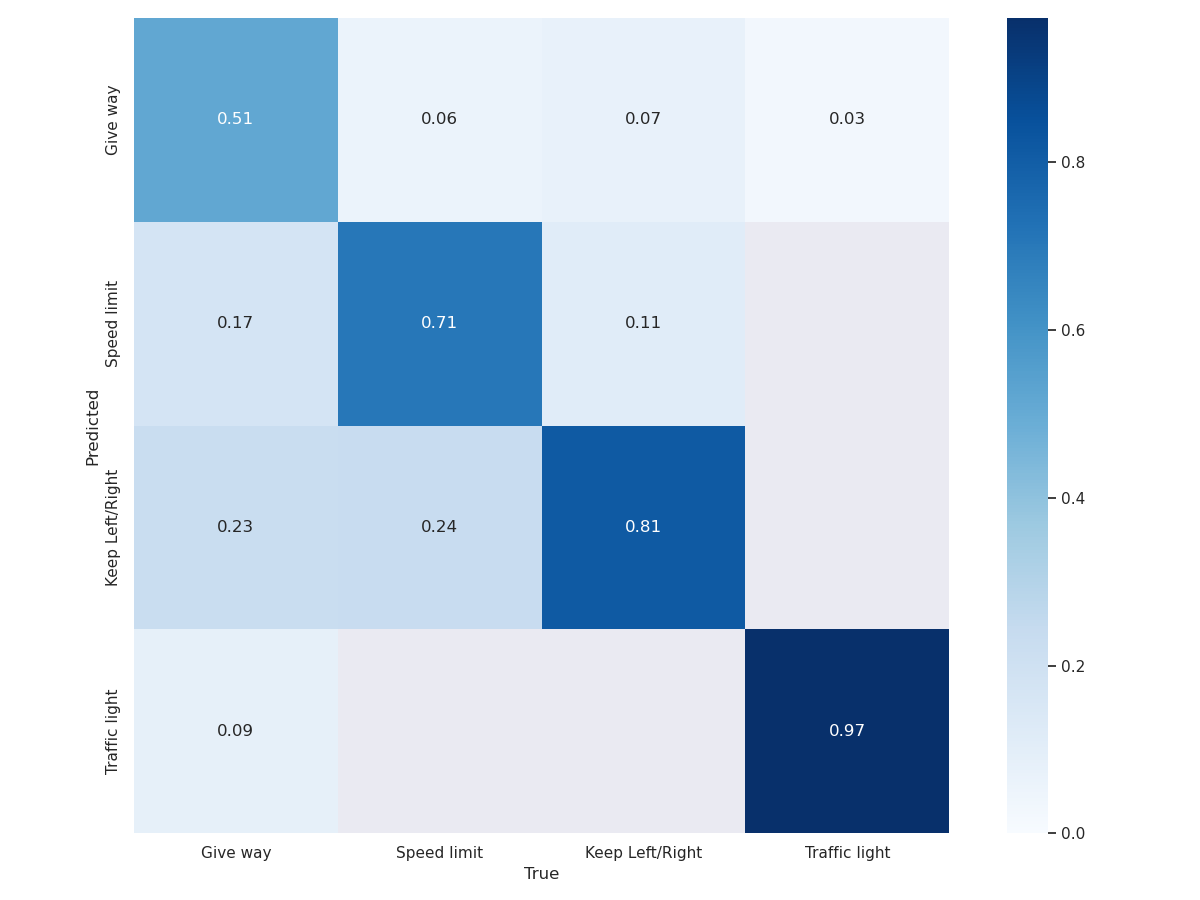 Give way
0.51 0.06 0.07 0.03
Speed limit
0.17 0.71 0.11
Predicted
Keep Left/Right
0.23 0.24 0.81
Traffic light
0.09 0.97
Give way Speed limit Keep Left/Right Traffic light
True
0.8
0.6
0.4
0.2
0.0